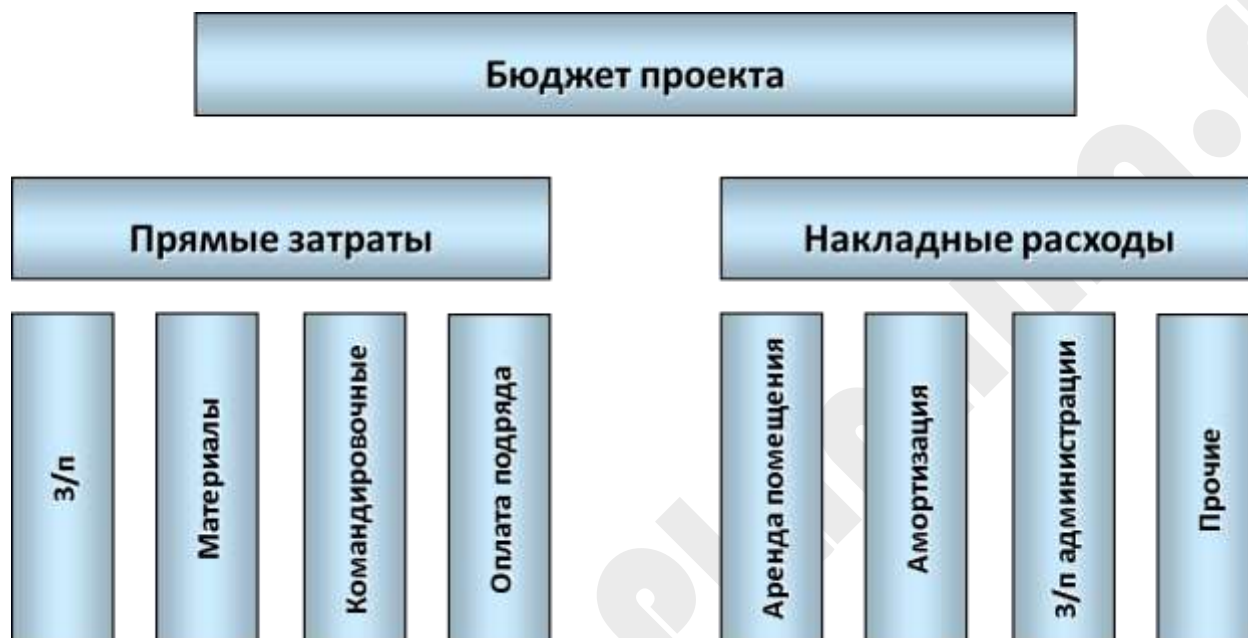 Бюджет проекта
Прямые затраты
Накладные расходы
З/п
Материалы
Командировочные
Оплата подряда
Аренда помещения
Амортизация
З/п администрации
Прочие